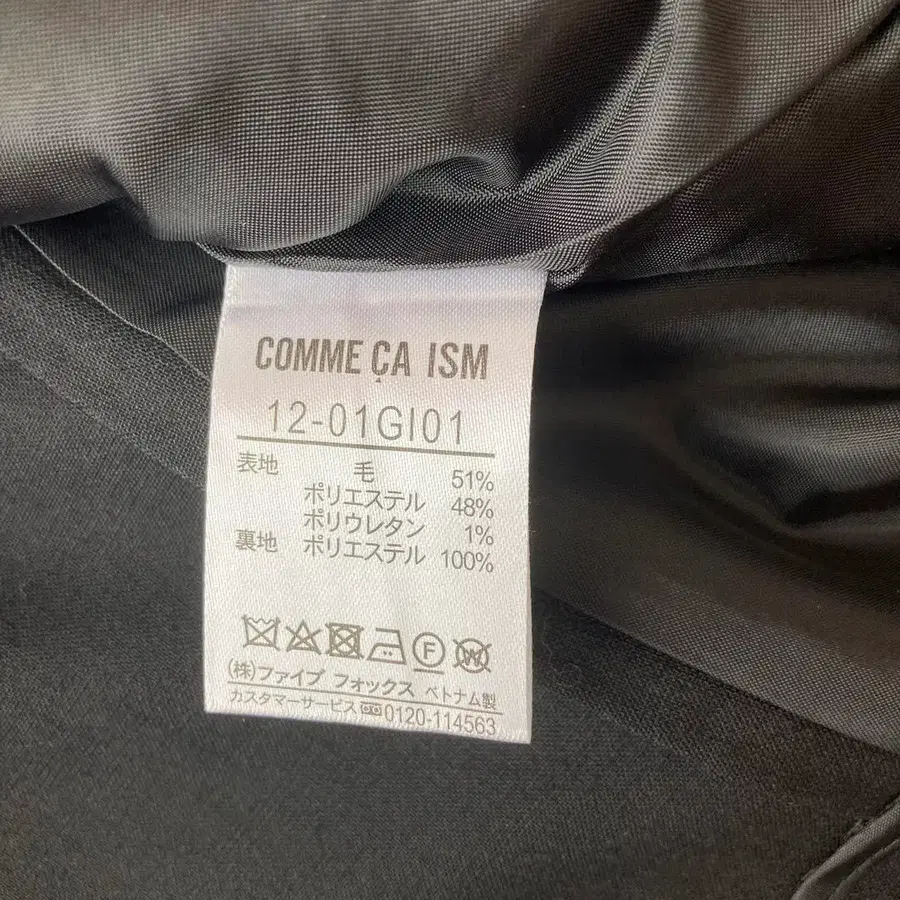 COMME ÇA ISM
12-01GI01
表地 毛 51%
ポリエステル 48%
ポリウレタン 1%
裏地 ポリエステル 100%
F W
(株)ファイブ フォックス ベトナム製
カスタマーサービス 0120-114563